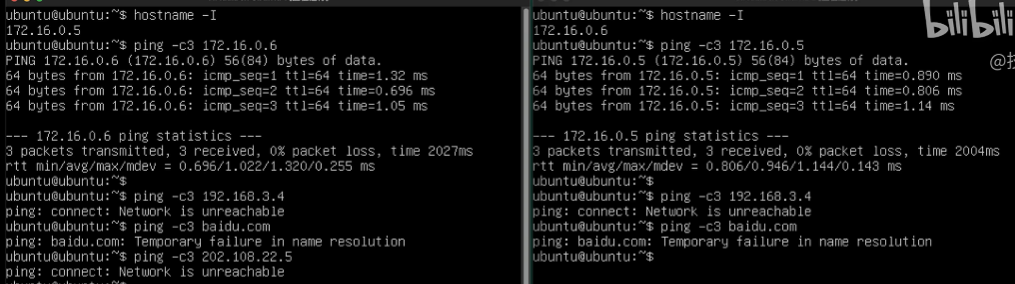 ubuntu@ubuntu:~$ hostname -I
172.16.0.5
ubuntu@ubuntu:~$ ping -c3 172.16.0.6
PING 172.16.0.6 (172.16.0.6) 56(84) bytes of data.
64 bytes from 172.16.0.6: icmp_seq=1 ttl=64 time=1.32 ms
64 bytes from 172.16.0.6: icmp_seq=2 ttl=64 time=0.696 ms
64 bytes from 172.16.0.6: icmp_seq=3 ttl=64 time=1.05 ms
--- 172.16.0.6 ping statistics ---
3 packets transmitted, 3 received, 0% packet loss, time 2027ms
rtt min/avg/max/mdev = 0.696/1.022/1.320/0.255 ms
ubuntu@ubuntu:~$
ubuntu@ubuntu:~$ ping -c3 192.168.3.4
ping: connect: Network is unreachable
ubuntu@ubuntu:~$ ping -c3 baidu.com
ping: baidu.com: Temporary failure in name resolution
ubuntu@ubuntu:~$ ping -c3 202.108.22.5
ping: connect: Network is unreachable
ubuntu@ubuntu:~$ hostname -I
172.16.0.6
ubuntu@ubuntu:~$ ping -c3 172.16.0.5
PING 172.16.0.5 (172.16.0.5) 56(84) bytes of data.
64 bytes from 172.16.0.5: icmp_seq=1 ttl=64 time=0.890 ms
64 bytes from 172.16.0.5: icmp_seq=2 ttl=64 time=0.806 ms
64 bytes from 172.16.0.5: icmp_seq=3 ttl=64 time=1.14 ms
--- 172.16.0.5 ping statistics ---
3 packets transmitted, 3 received, 0% packet loss, time 2004ms
rtt min/avg/max/mdev = 0.806/0.946/1.144/0.143 ms
ubuntu@ubuntu:~$
ubuntu@ubuntu:~$ ping -c3 192.168.3.4
ping: connect: Network is unreachable
ubuntu@ubuntu:~$ ping -c3 baidu.com
ping: baidu.com: Temporary failure in name resolution
ubuntu@ubuntu:~$
bilibili